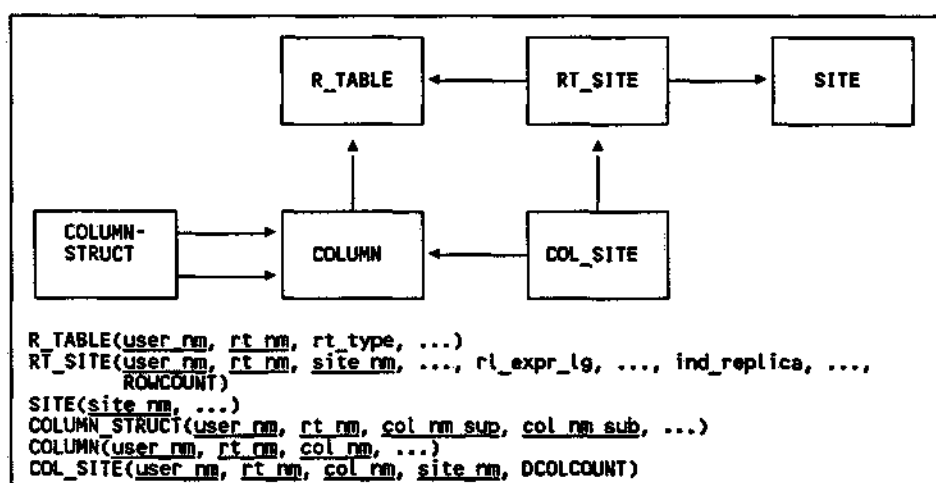 R_TABLE
RT_SITE
SITE
COLUMN-
STRUCT
COLUMN
COL_SITE
R_TABLE(user_nm, rt_nm, rt_type, ...)
RT_SITE(user_nm, rt_nm, site_nm, ..., rl_expr_lg, ..., ind_replica, ...,
ROWCOUNT)
SITE(site_nm, ...)
COLUMN_STRUCT(user_nm, rt_nm, col_nm_sup, col_nm_sub, ...)
COLUMN(user_nm, rt_nm, col_nm, ...)
COL_SITE(user_nm, rt_nm, col_nm, site_nm, DCOLCOUNT)